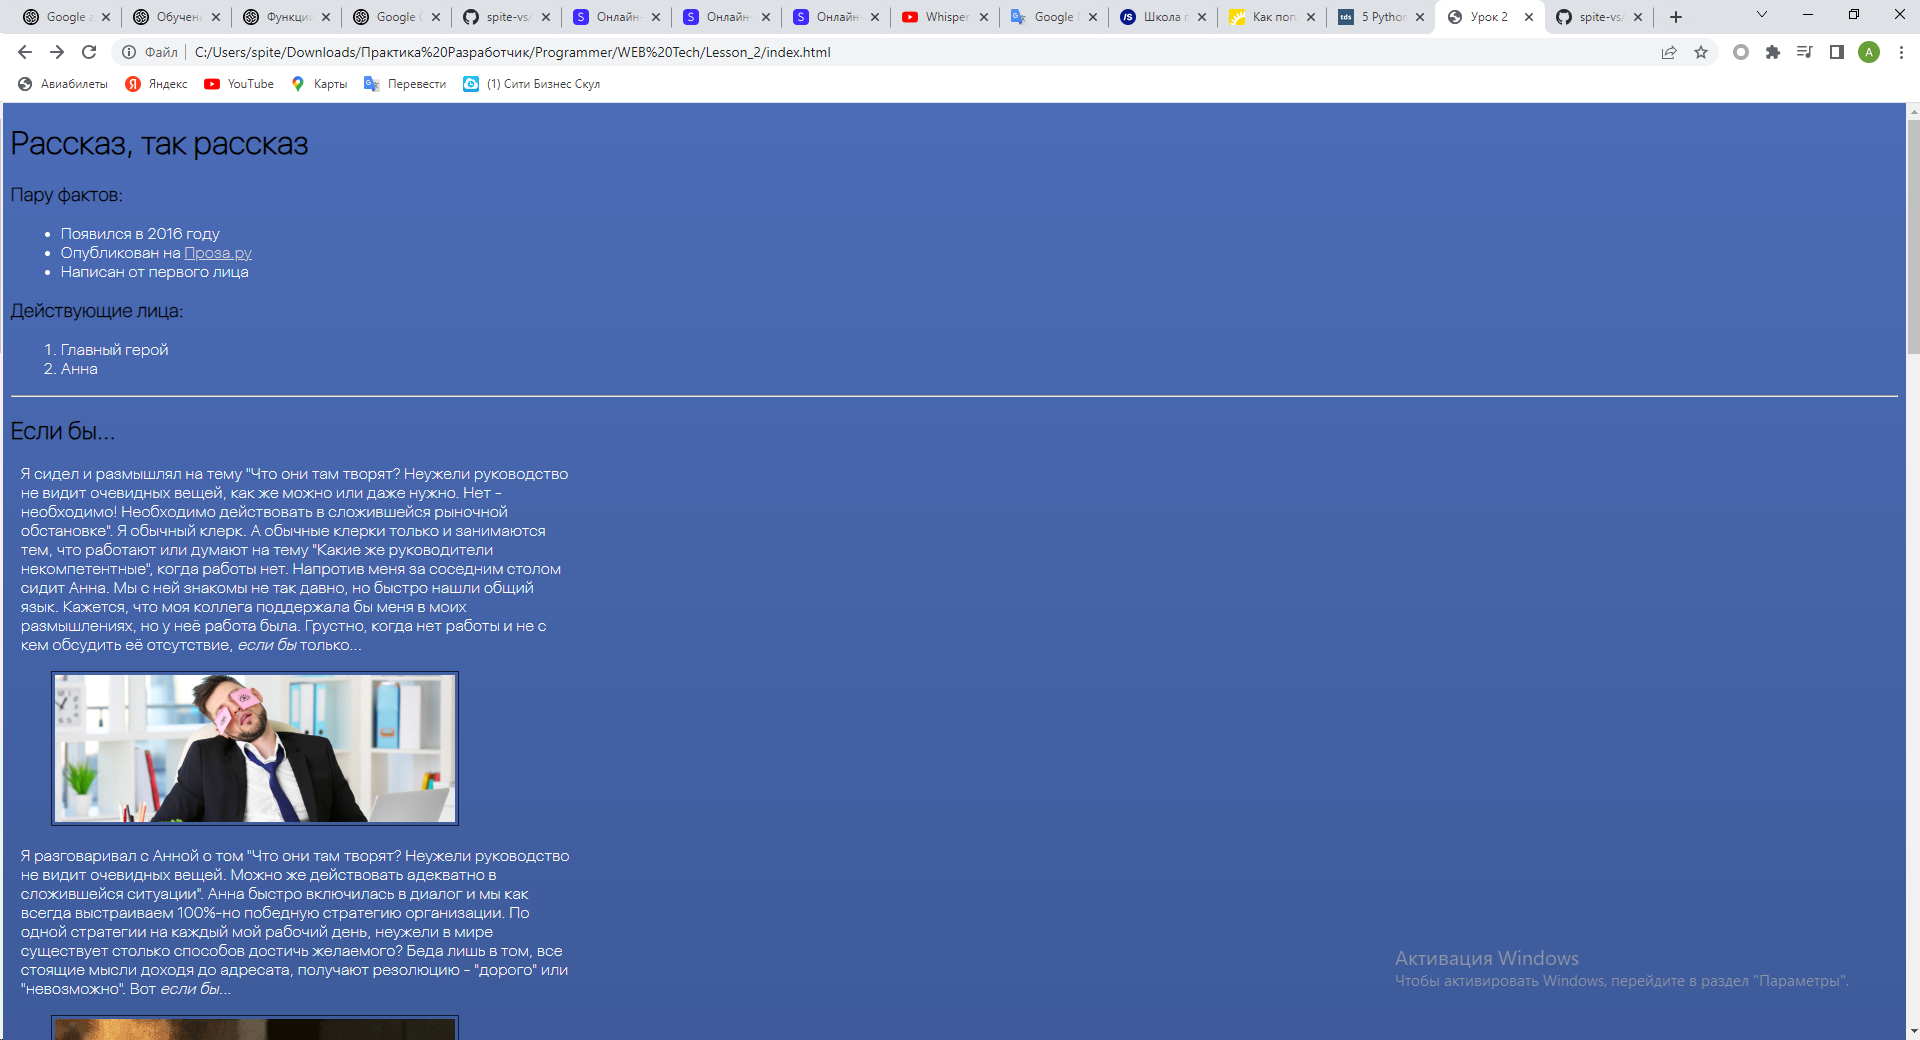 Google а
Обучен
Функци
Google C
spite-vs/
Онлайн-
Онлайн-
Онлайн-
Whisper
Google
Школа п
Как поп
5 Python
Урок 2
spite-vs/
Файл C:/Users/spite/Downloads/Практика%20Разработчик/Programmer/WEB%20Tech/Lesson_2/index.html
А
Авиабилеты Яндекс YouTube Карты Перевести (1) Сити Бизнес Скул
Рассказ, так рассказ
Пару фактов:
• Появился в 2016 году
• Опубликован на Проза.ру
• Написан от первого лица
Действующие лица:
1. Главный герой
2. Анна
Если бы...
Я сидел и размышлял на тему "Что они там творят? Неужели руководство
не видит очевидных вещей, как же можно или даже нужно. Нет -
необходимо! Необходимо действовать в сложившейся рыночной
обстановке". Я обычный клерк. А обычные клерки только и занимаются
тем, что работают или думают на тему "Какие же руководители
некомпетентные", когда работы нет. Напротив меня за соседним столом
сидит Анна. Мы с ней знакомы не так давно, но быстро нашли общий
язык. Кажется, что моя коллега поддержала бы меня в моих
размышлениях, но у неё работа была. Грустно, когда нет работы и не с
кем обсудить её отсутствие, если бы только...
Я разговаривал с Анной о том "Что они там творят? Неужели руководство
не видит очевидных вещей. Можно же действовать адекватно в
сложившейся ситуации". Анна быстро включилась в диалог и мы как
всегда выстраиваем 100%-но победную стратегию организации. По
одной стратегии на каждый мой рабочий день, неужели в мире
существует столько способов достичь желаемого? Беда лишь в том, все
стоящие мысли доходя до адресата, получают резолюцию - "дорого" или
"невозможно". Вот если бы...
Активация Windows
Чтобы активировать Windows, перейдите в раздел "Параметры".